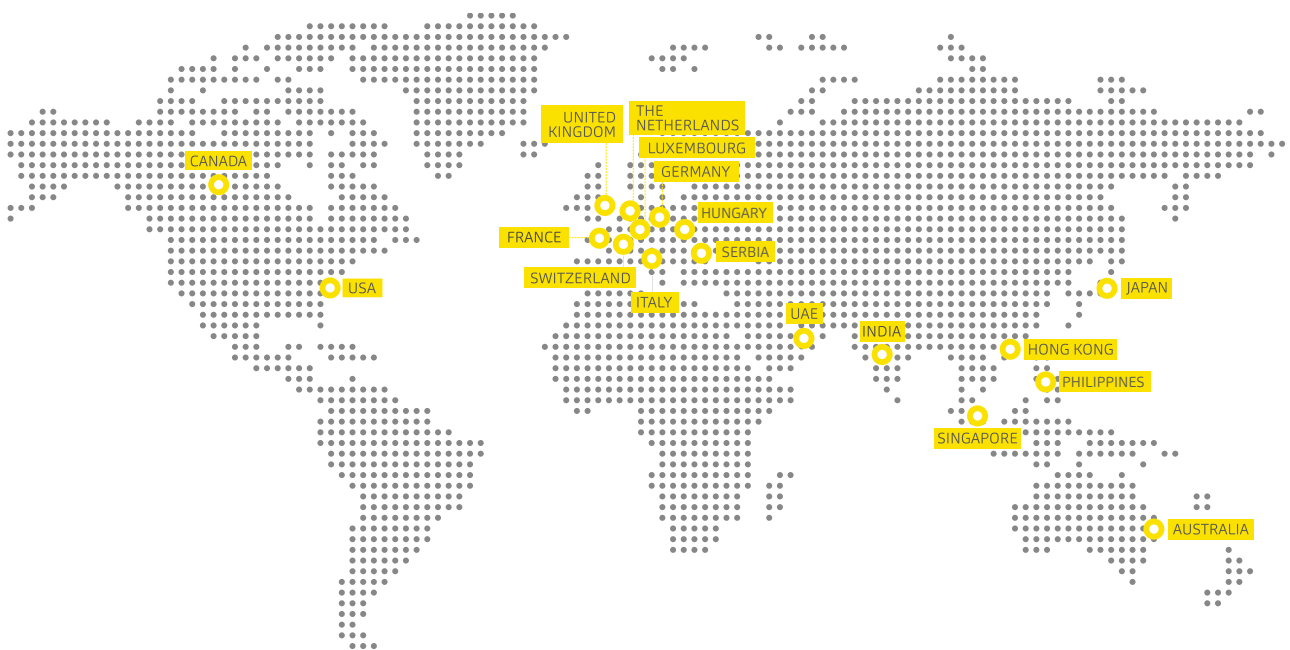 UNITED
KINGDOM
THE
NETHERLANDS
LUXEMBOURG
CANADA
GERMANY
HUNGARY
FRANCE
SERBIA
SWITZERLAND
USA
JAPAN
ITALY
UAE
INDIA
HONG KONG
PHILIPPINES
SINGAPORE
AUSTRALIA